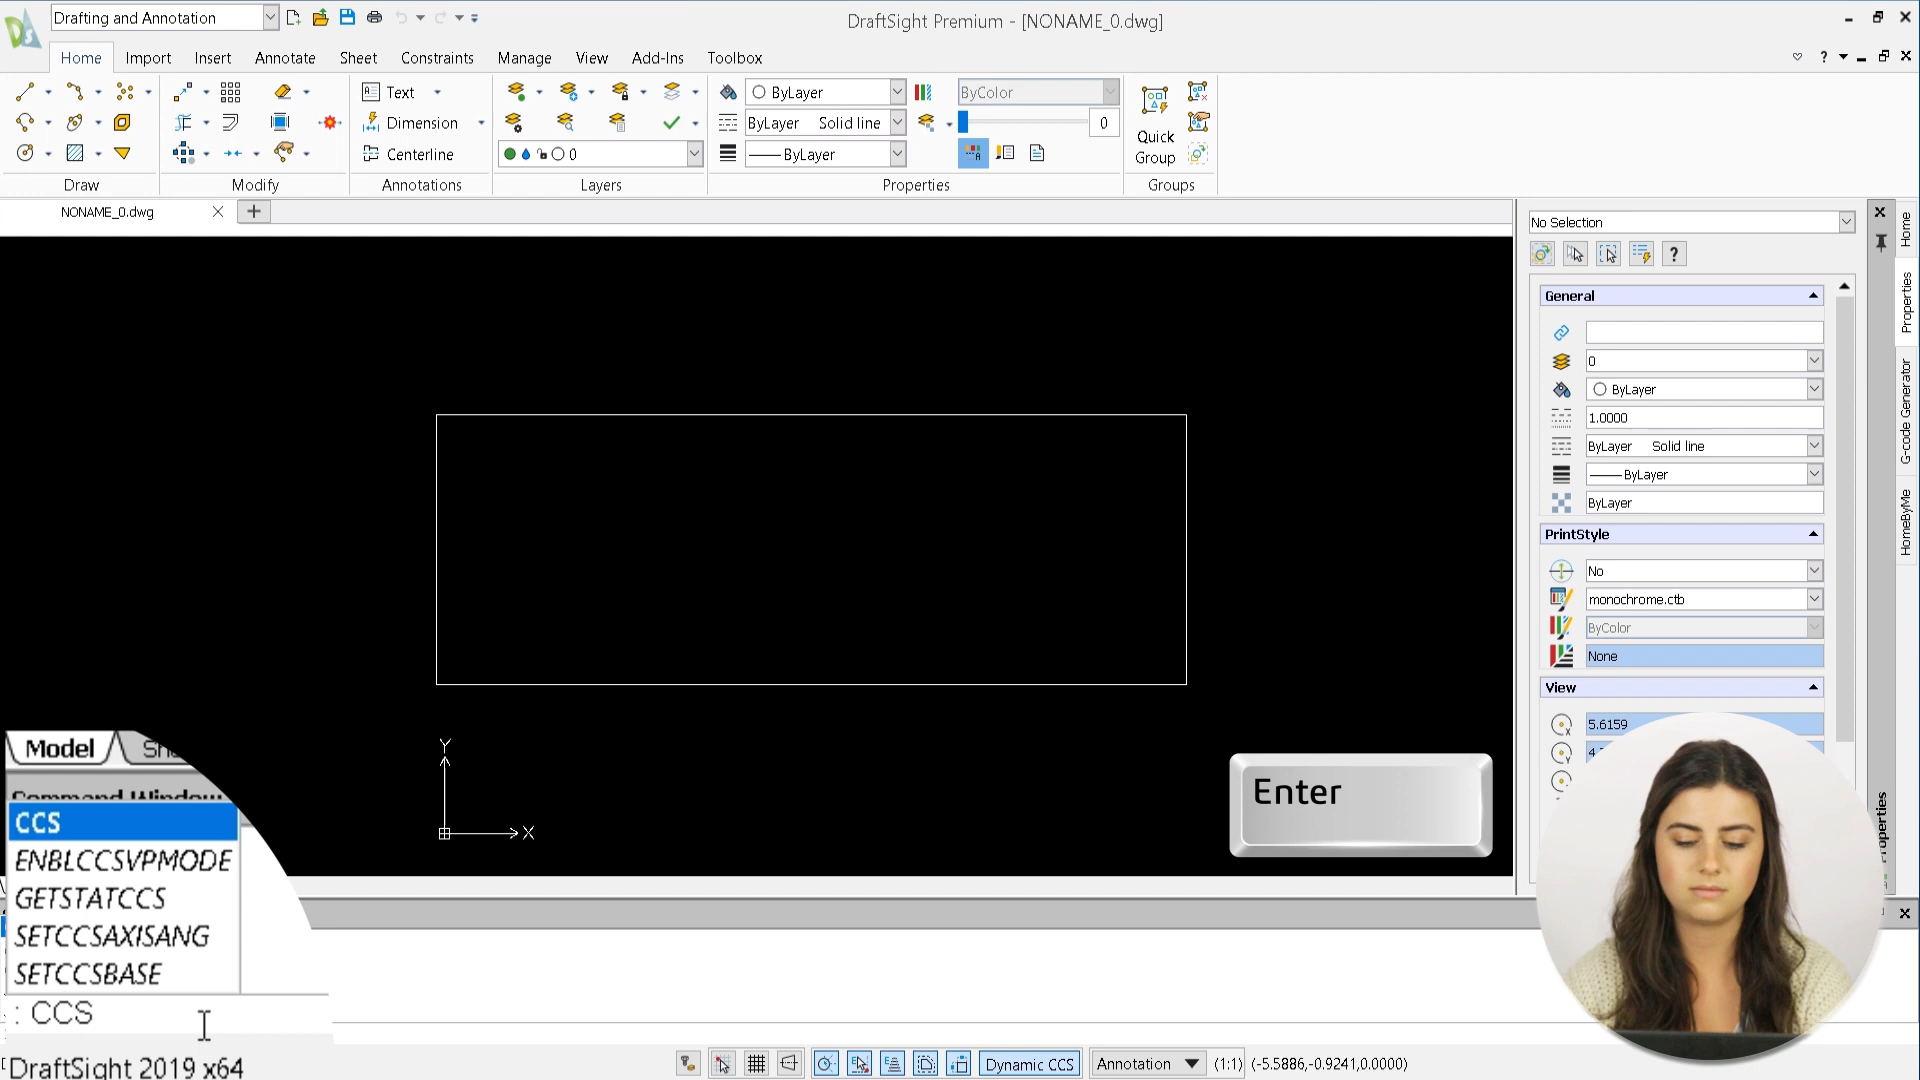 Drafting and Annotation
DraftSight Premium - [NONAME_0.dwg]
Home
Import
Insert
Annotate
Sheet
Constraints
Manage
View
Add-Ins
Toolbox
Text
ByLayer
ByColor
Dimension
ByLayer Solid line
0
Quick
Group
Centerline
0
ByLayer
Draw
Modify
Annotations
Layers
Properties
Groups
NONAME_0.dwg
No Selection
Home
Properties
G-code Generator
HomeByMe
General
0
ByLayer
1.0000
ByLayer Solid line
ByLayer
ByLayer
PrintStyle
No
monochrome.ctb
ByColor
None
View
5.6159
Y
X
Enter
Model
Command Window
CCS
ENBLCCSVPMODE
GETSTATCCS
SETCCSAXISANG
SETCCSBASE
: CCS
DraftSight 2019 x64
Dynamic CCS
Annotation
(1:1)
(-5.5886,-0.9241,0.0000)